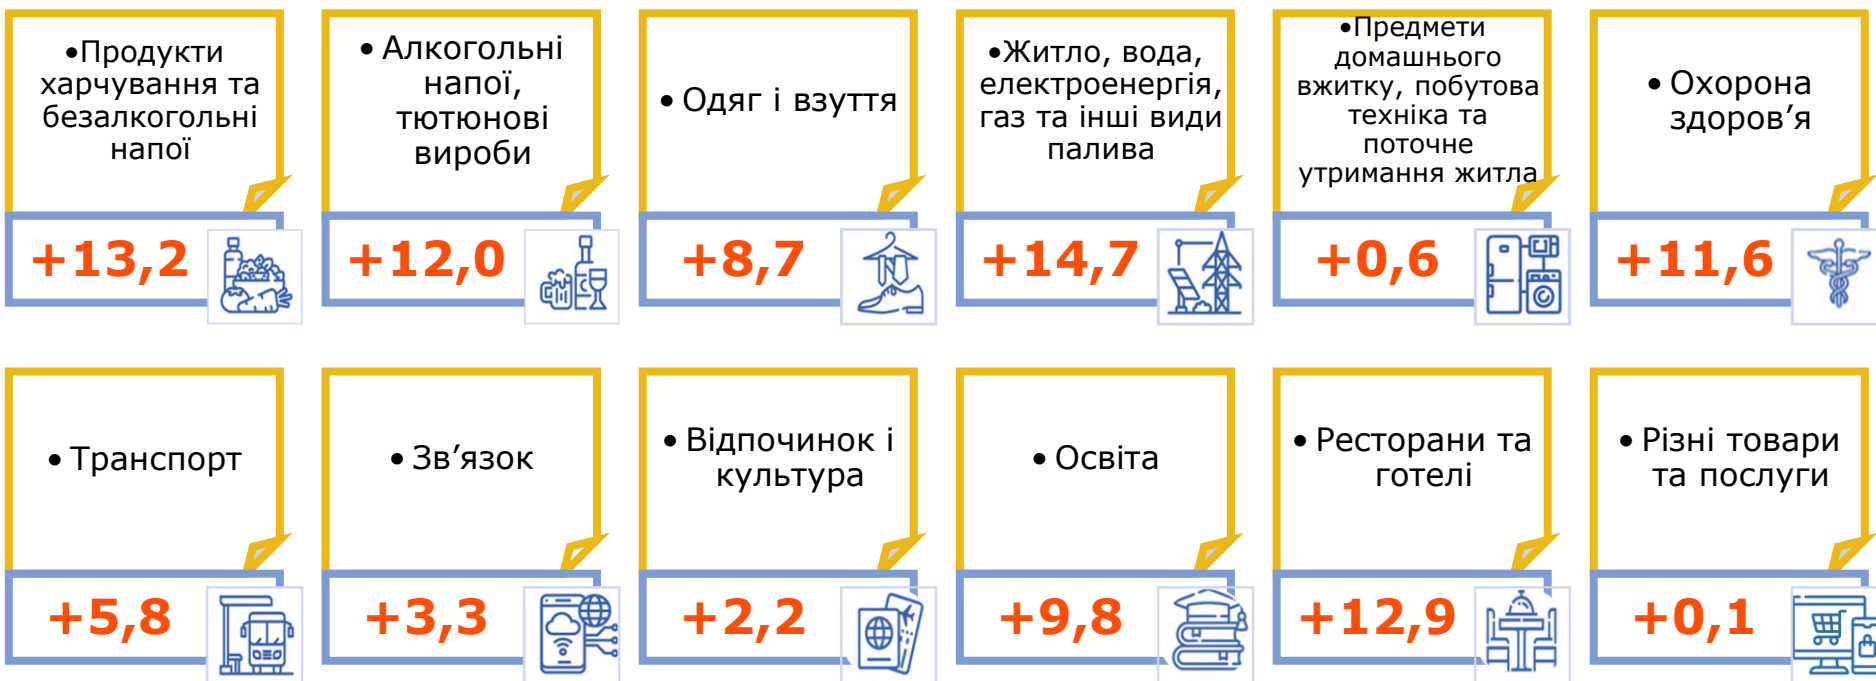 •Продукти
харчування та
безалкогольні
напої
+13,2
• Алкогольні
напої,
тютюнові
вироби
+12,0
• Одяг і взуття
+8,7
•Житло, вода,
електроенергія,
газ та інші види
палива
+14,7
•Предмети
домашнього
вжитку, побутова
техніка та
поточне
утримання житла
+0,6
• Охорона
здоров’я
+11,6
• Транспорт
+5,8
• Зв’язок
+3,3
• Відпочинок і
культура
+2,2
• Освіта
+9,8
• Ресторани та
готелі
+12,9
• Різні товари
та послуги
+0,1